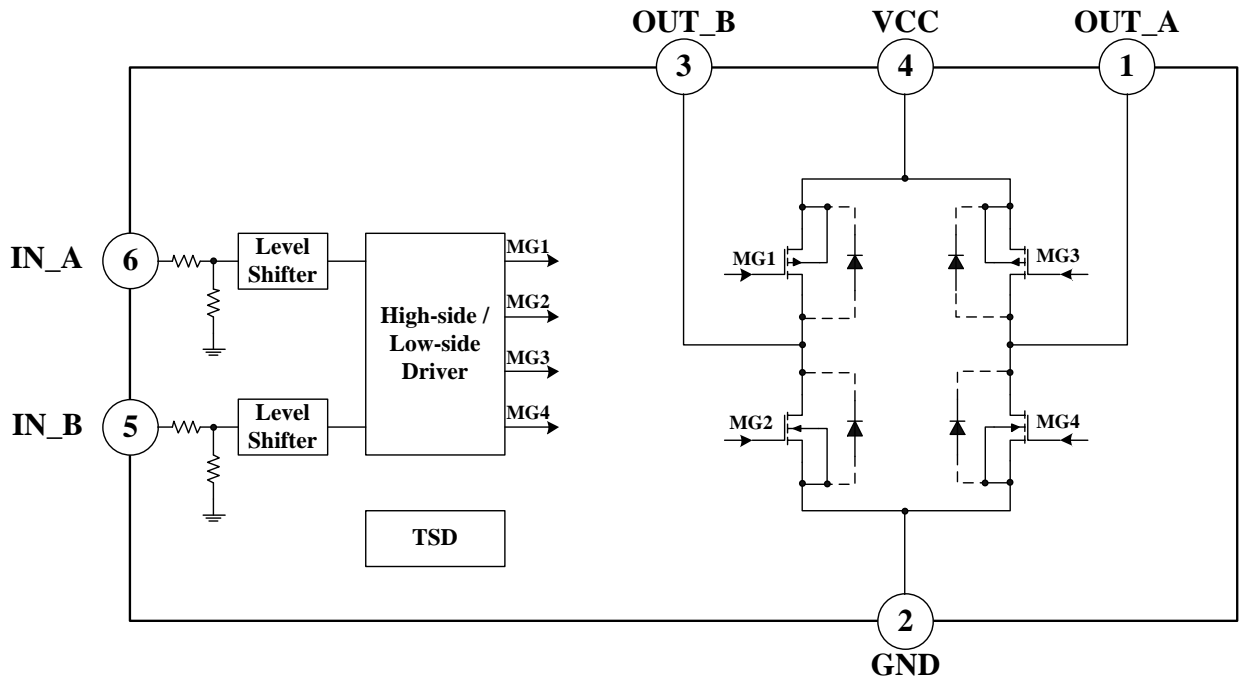 OUT_B
VCC
OUT_A
3
4
1
IN_A
6
Level
Shifter
MG1
MG2
MG3
MG4
High-side /
Low-side
Driver
IN_B
5
Level
Shifter
TSD
MG1
MG3
MG2
MG4
2
GND